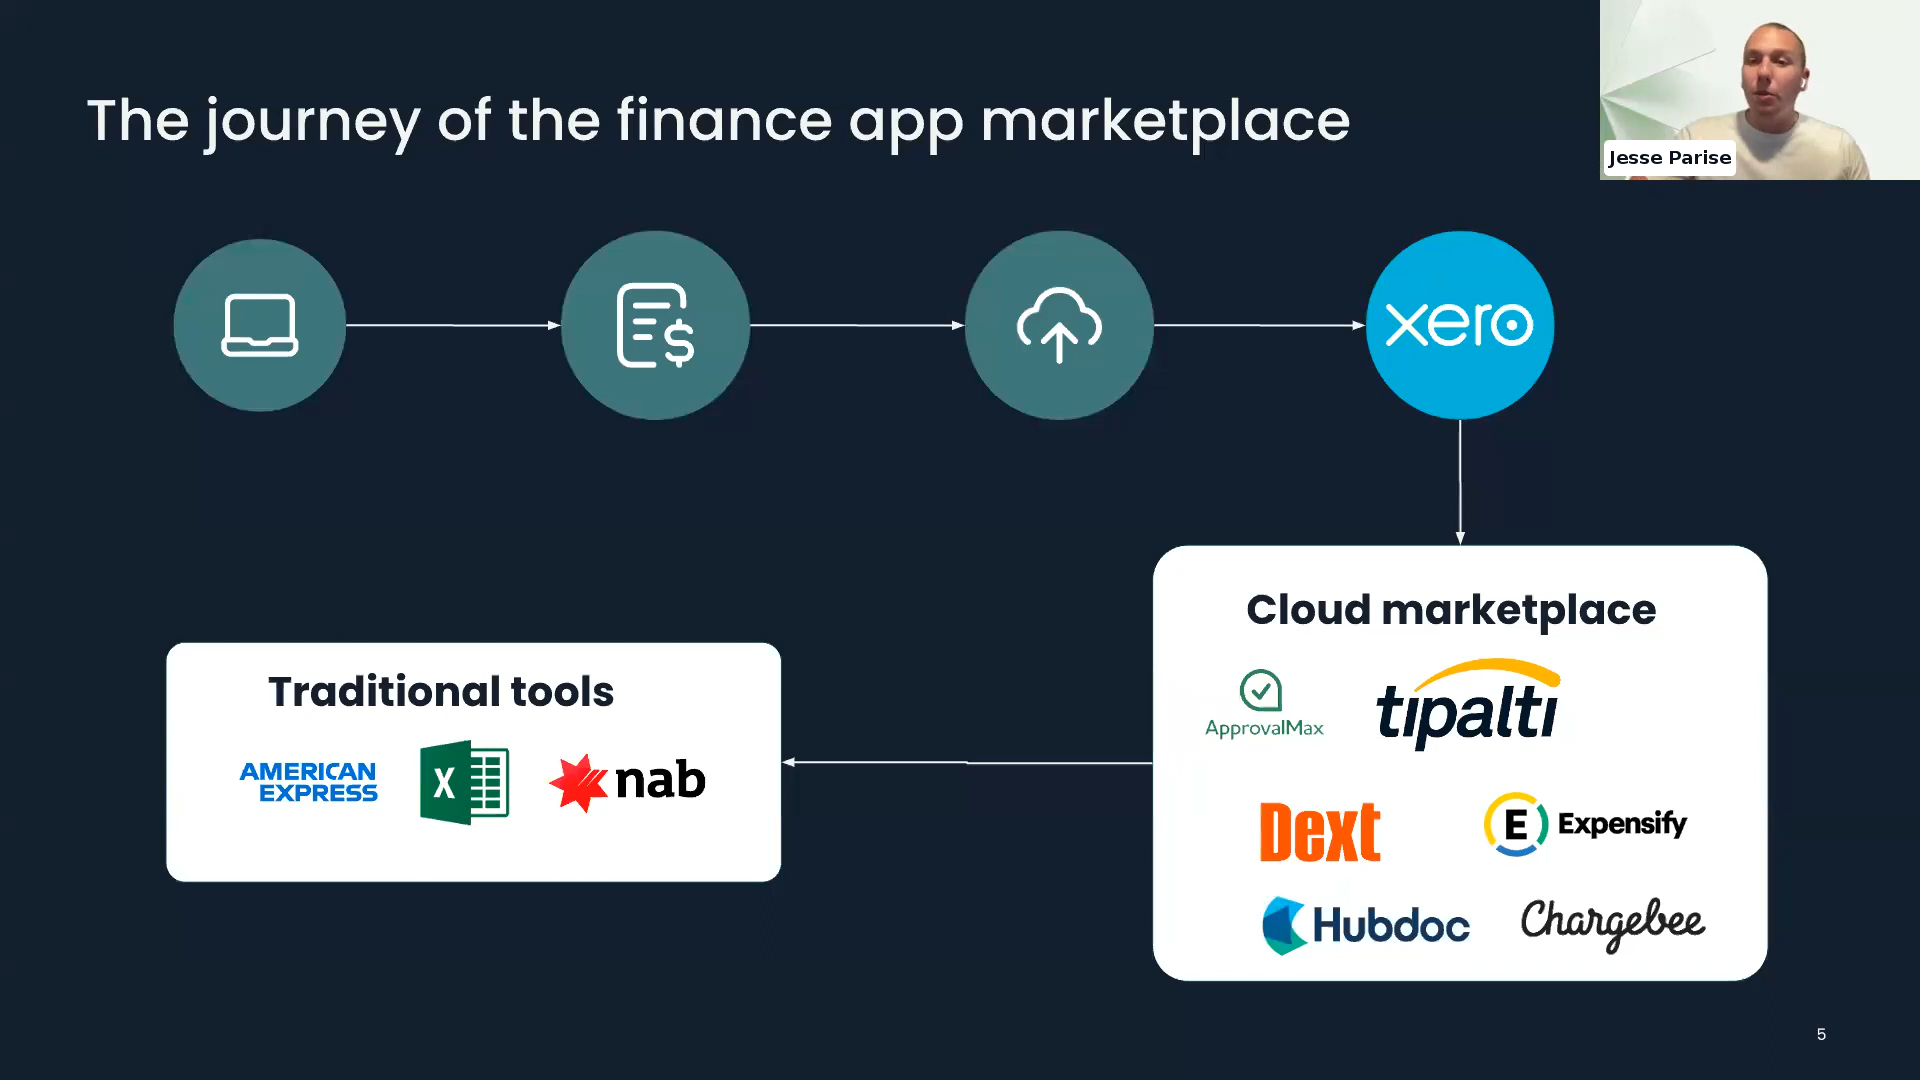 The journey of the finance app marketplace
Jesse Parise
xero
Cloud marketplace
ApprovalMax
tipalti
Traditional tools
AMERICAN
EXPRESS
X
nab
Dext
E Expensify
Hubdoc
Chargebee
5